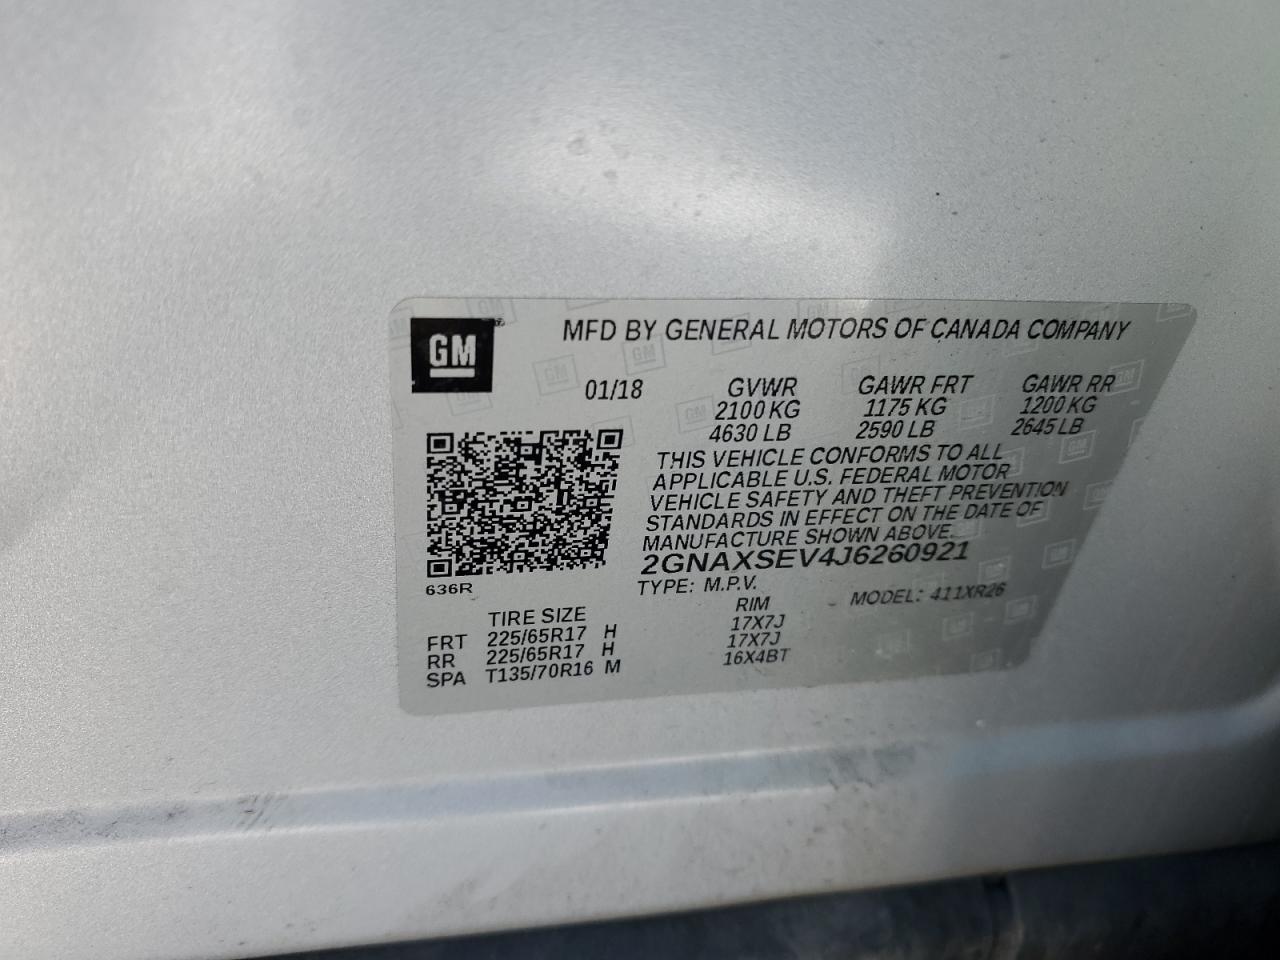 GM
MFD BY GENERAL MOTORS OF CANADA COMPANY
01/18 GVWR GAWR FRT GAWR RR
2100 KG 1175 KG 1200 KG
4630 LB 2590 LB 2645 LB
THIS VEHICLE CONFORMS TO ALL
APPLICABLE U.S. FEDERAL MOTOR
VEHICLE SAFETY AND THEFT PREVENTION
STANDARDS IN EFFECT ON THE DATE OF
MANUFACTURE SHOWN ABOVE.
2GNAXSEV4J6260921
636R
TYPE: M.P.V. MODEL: 411XR26
TIRE SIZE RIM
FRT 225/65R17 H 17X7J
RR 225/65R17 H 17X7J
SPA T135/70R16 M 16X4BT